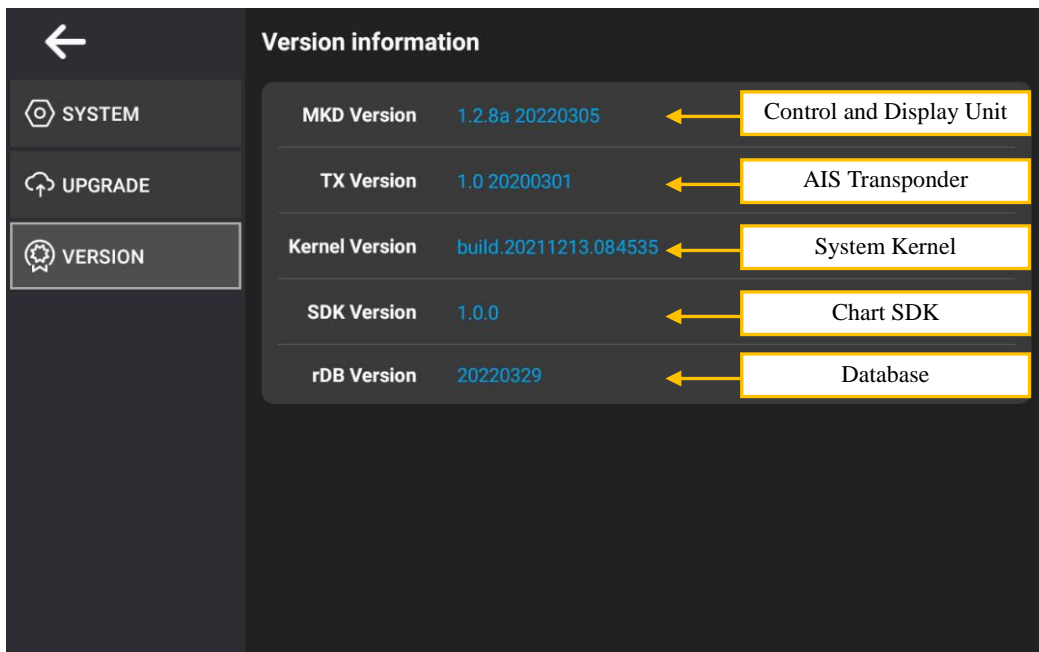 Version information
SYSTEM
UPGRADE
VERSION
MKD Version 1.2.8a 20220305 Control and Display Unit
TX Version 1.0 20200301 AIS Transponder
Kernel Version build.20211213.084535 System Kernel
SDK Version 1.0.0 Chart SDK
rDB Version 20220329 Database